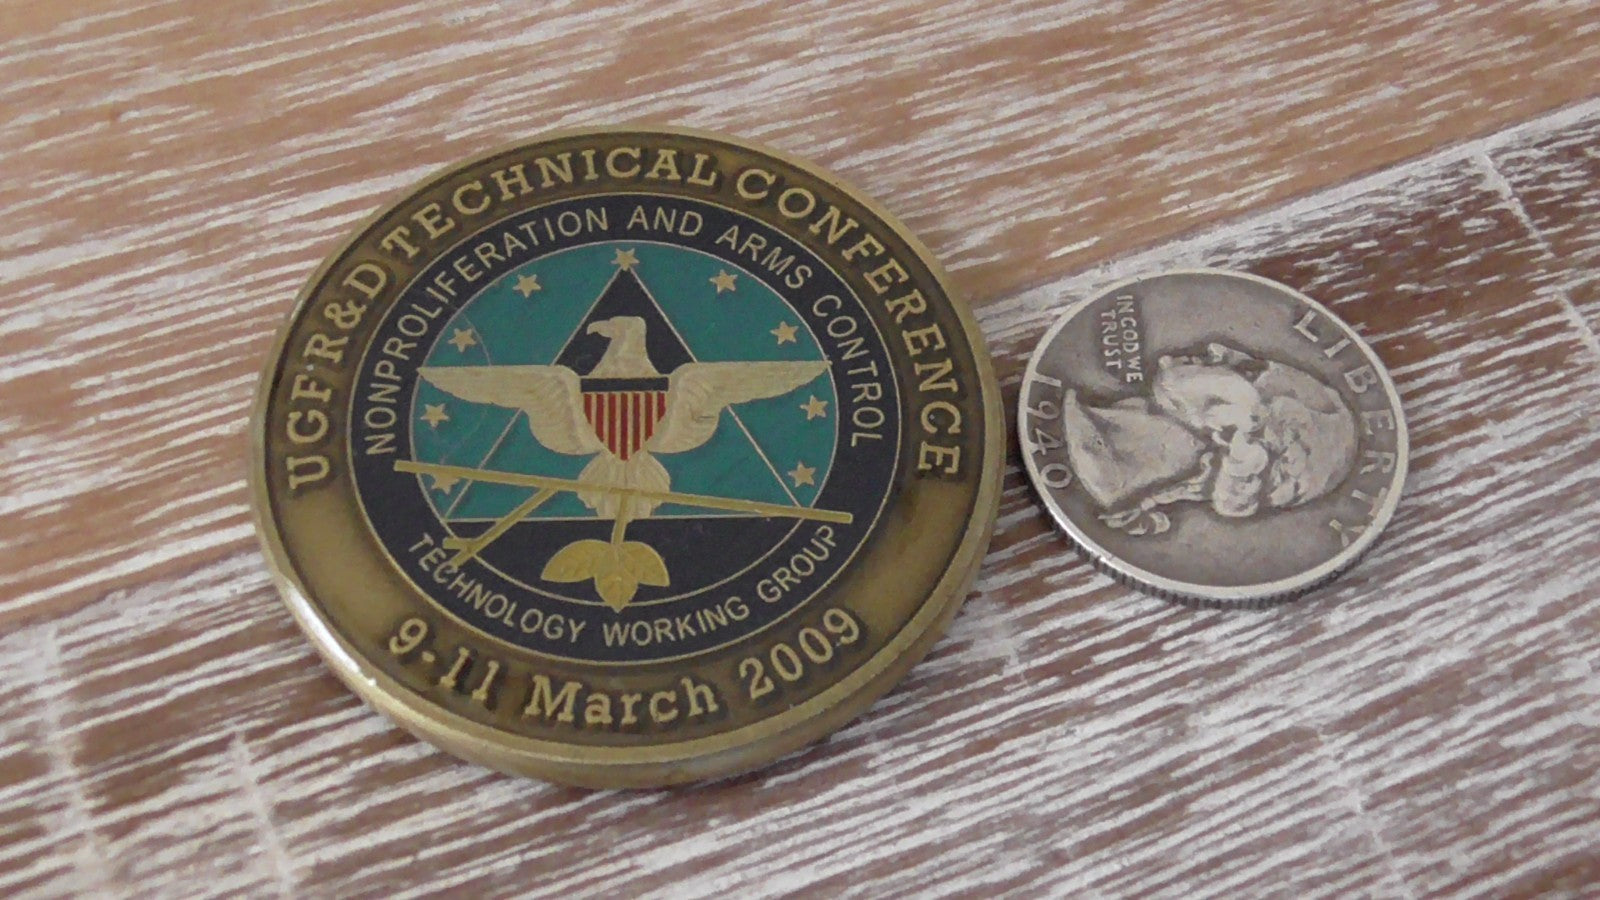 UGFR&D TECHNICAL CONFERENCE
NONPROLIFERATION AND ARMS CONTROL
TECHNOLOGY WORKING GROUP
9-11 March 2009
LIBERTY
IN GOD WE
TRUST
1940